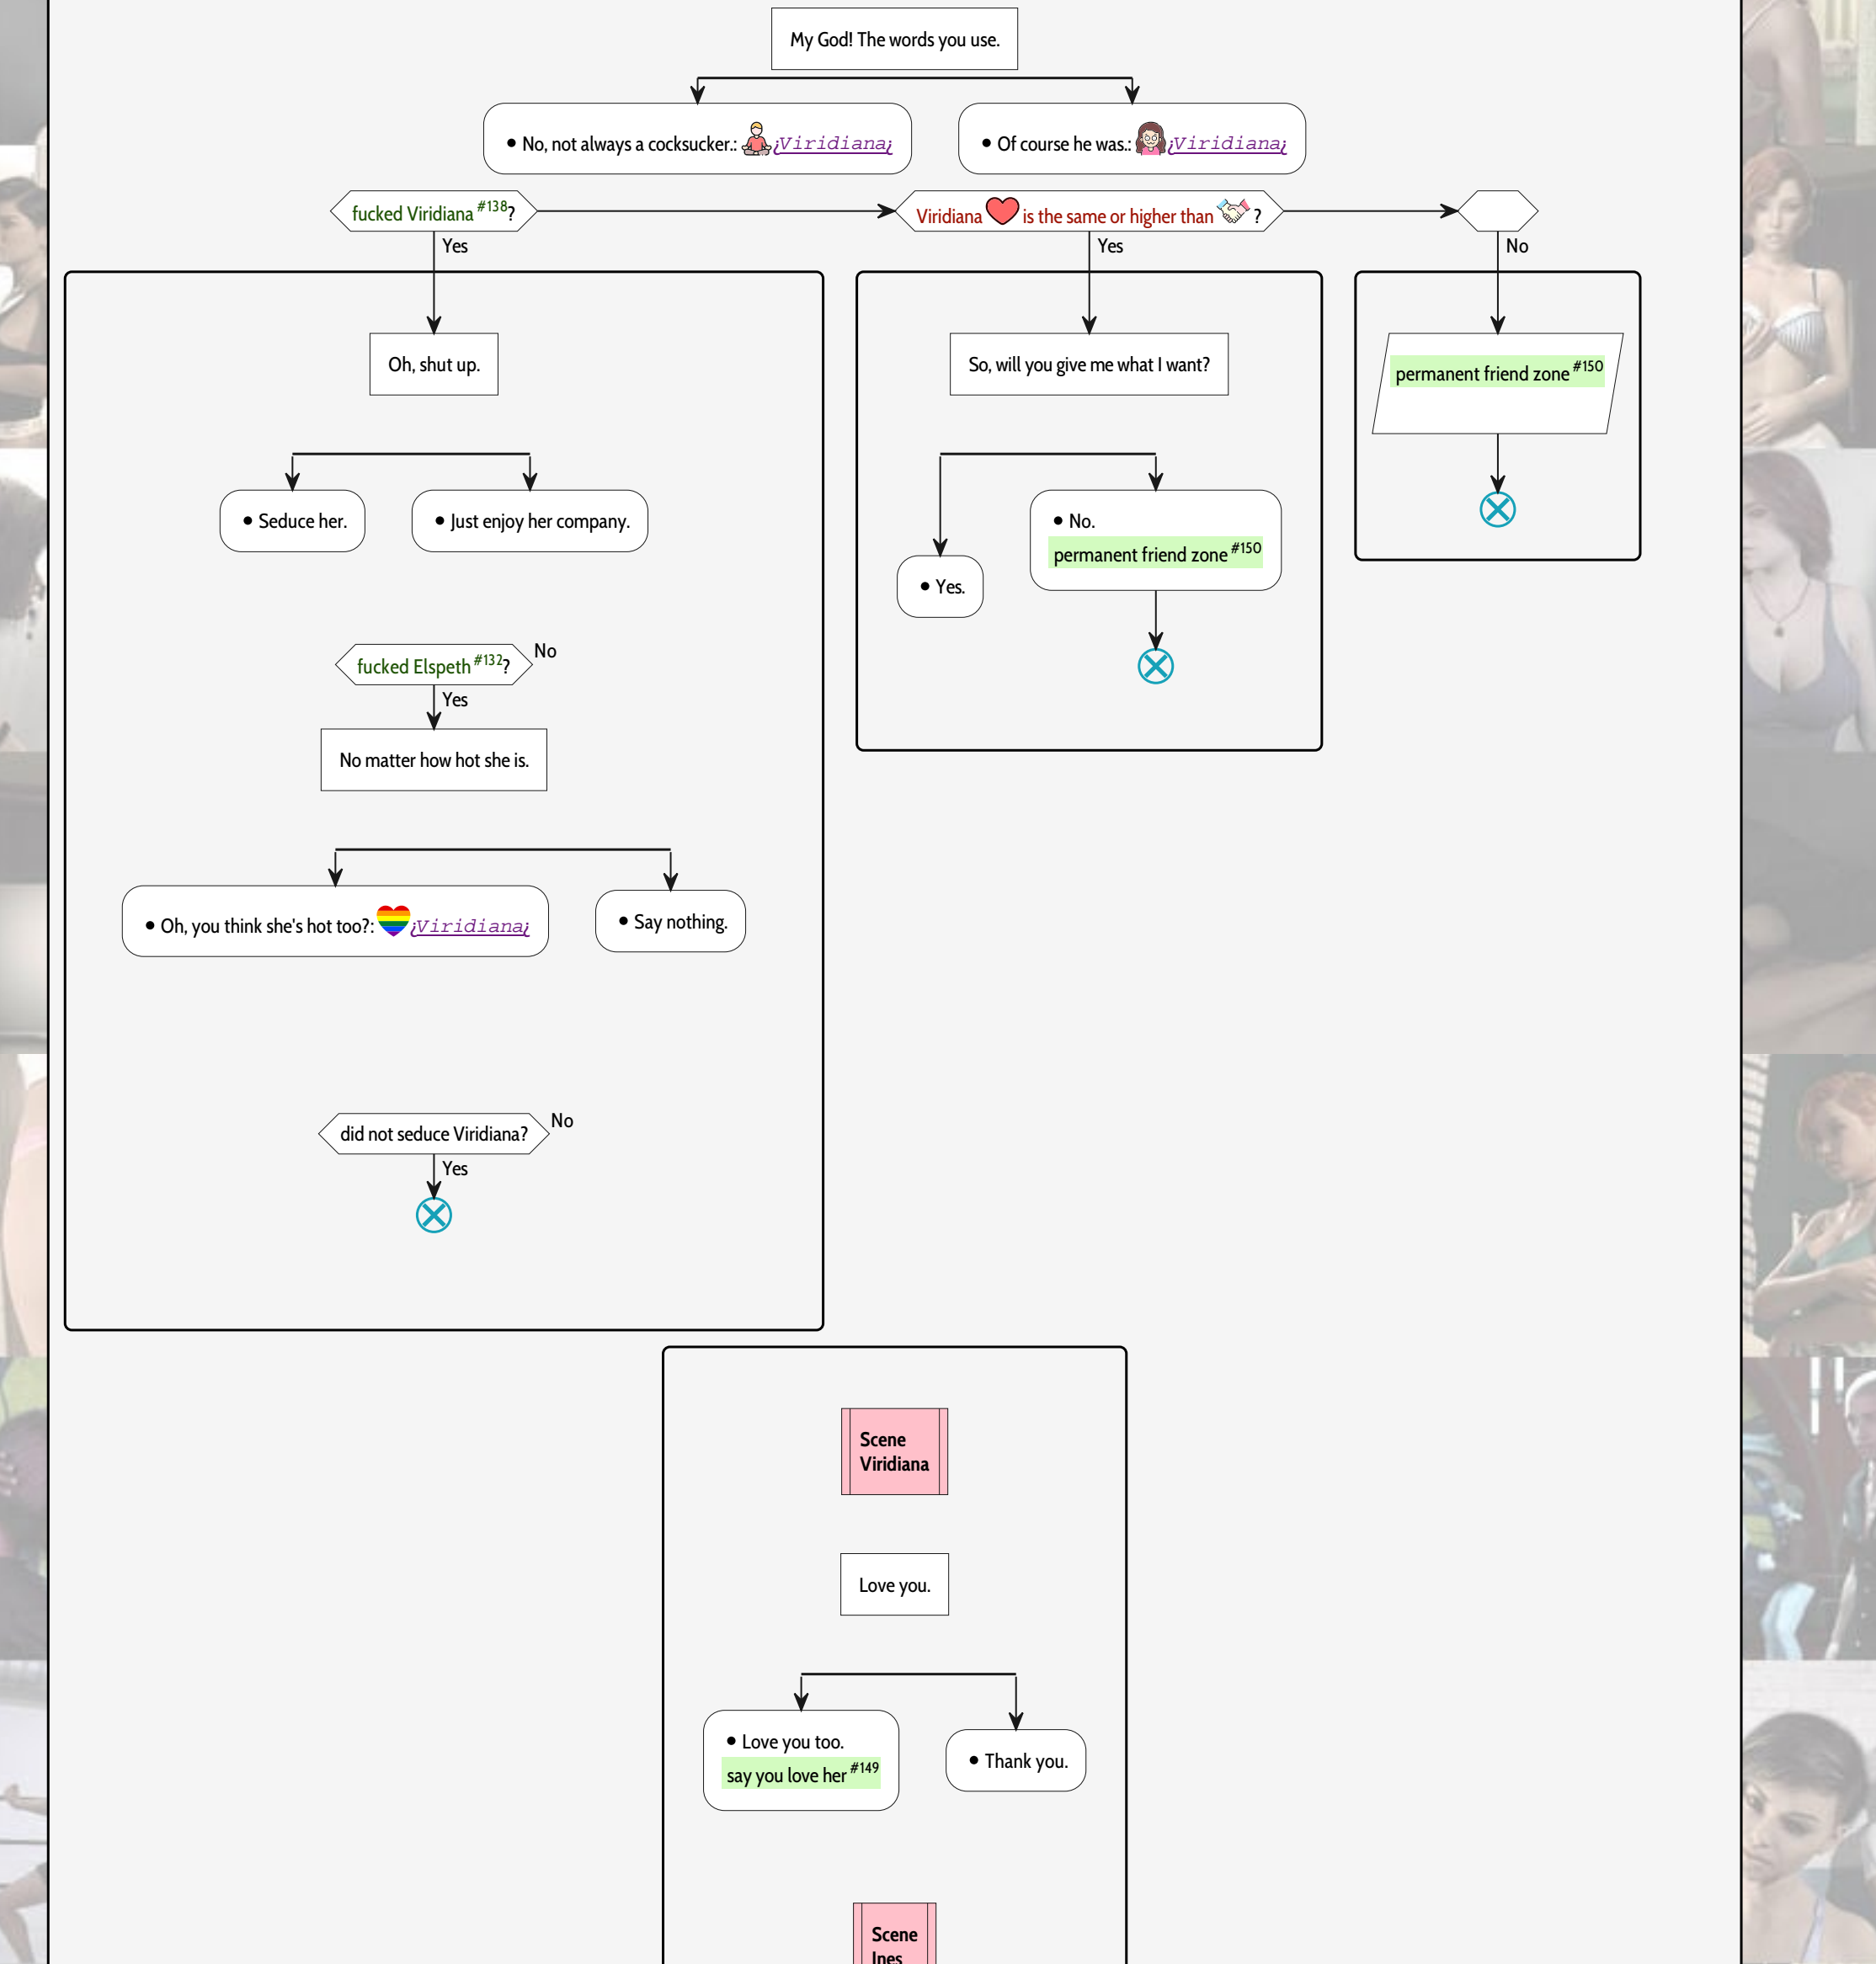 My God! The words you use.
• No, not always a cocksucker.: ¿Viridiana¿
• Of course he was.: ¿Viridiana¿
fucked Viridiana #138?
Viridiana is the same or higher than ?
Yes
Yes
No
Oh, shut up.
So, will you give me what I want?
permanent friend zone #150
• Seduce her.
• Just enjoy her company.
• Yes.
• No.
permanent friend zone #150
fucked Elspeth #132?
No
Yes
No matter how hot she is.
• Oh, you think she's hot too?: ¿Viridiana¿
• Say nothing.
did not seduce Viridiana?
No
Yes
Scene
Viridiana
Love you.
• Love you too.
say you love her #149
• Thank you.
Scene
Ines